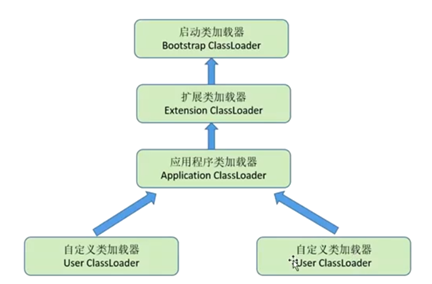 启动类加载器
Bootstrap ClassLoader
扩展类加载器
Extension ClassLoader
应用程序类加载器
Application ClassLoader
自定义类加载器
User ClassLoader
自定义类加载器
User ClassLoader